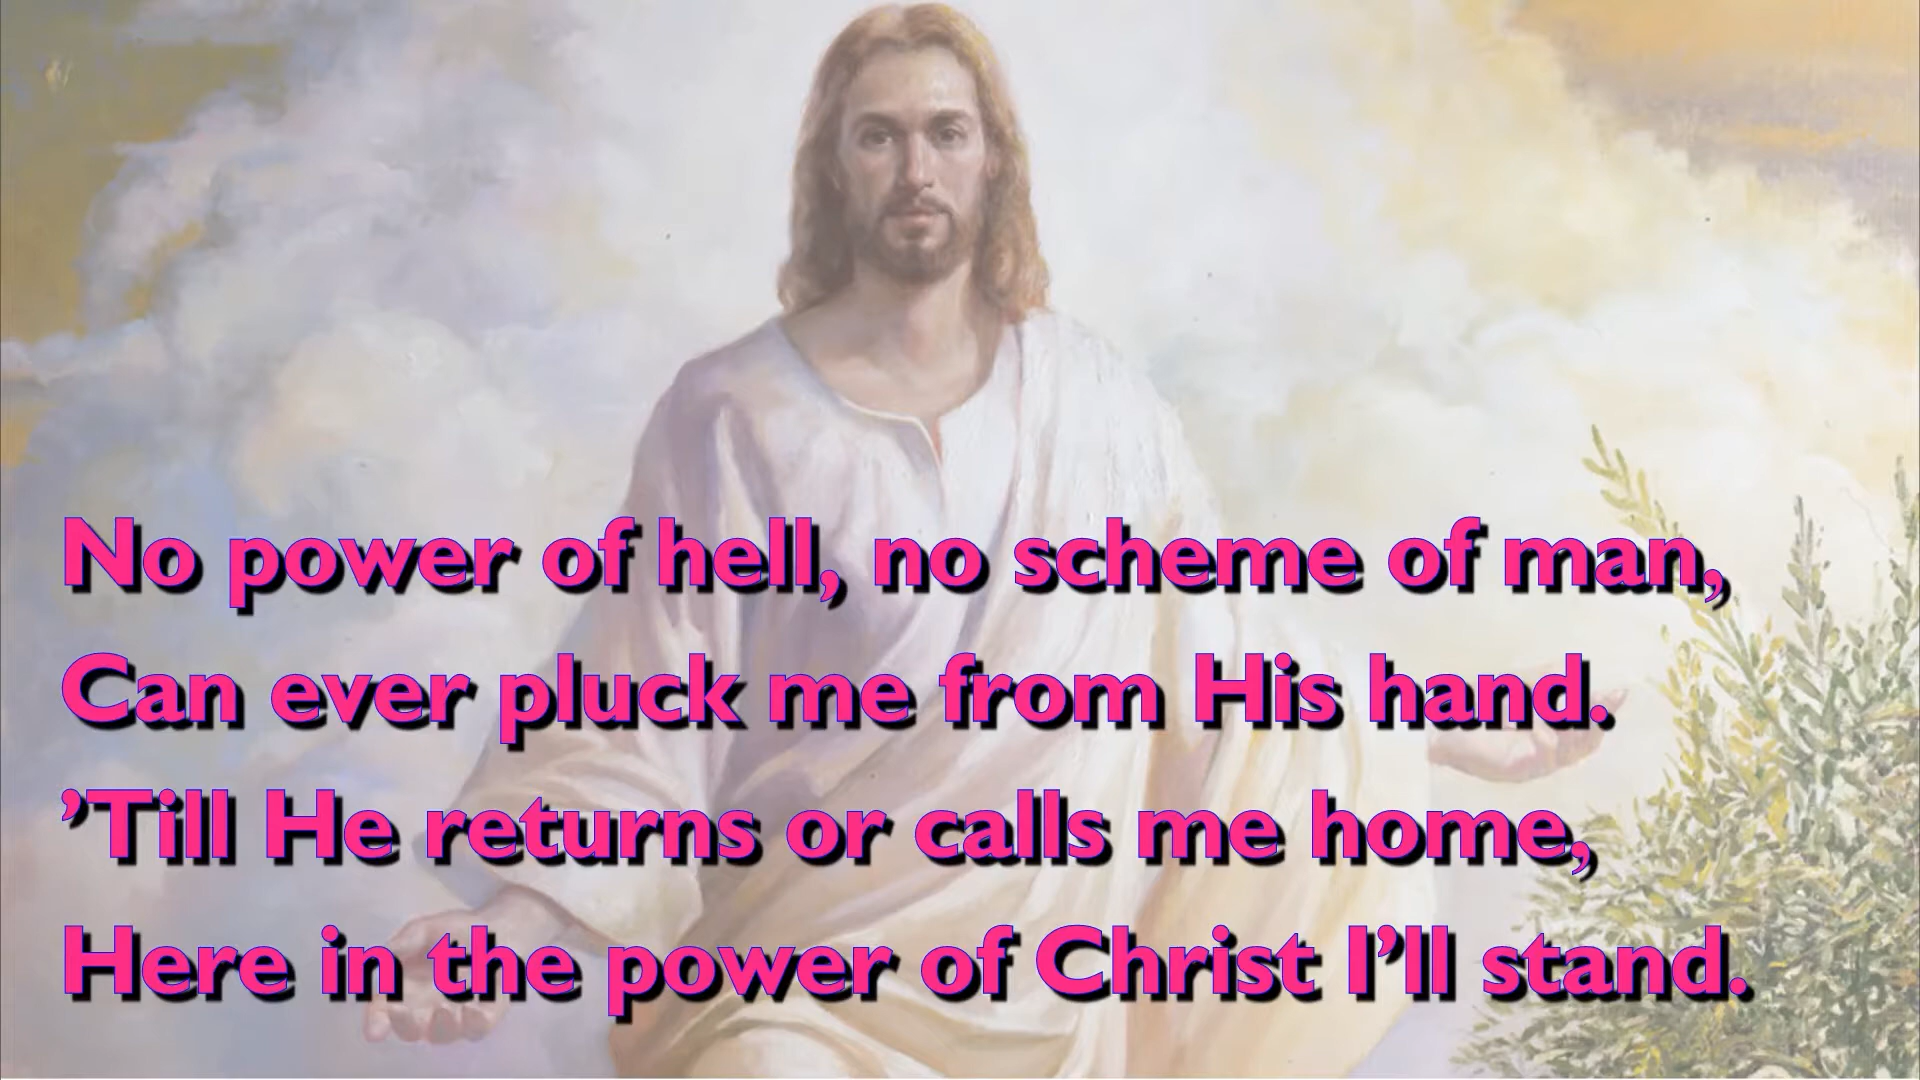 No power of hell, no scheme of man,
Can ever pluck me from His hand.
’Till He returns or calls me home,
Here in the power of Christ I’ll stand.